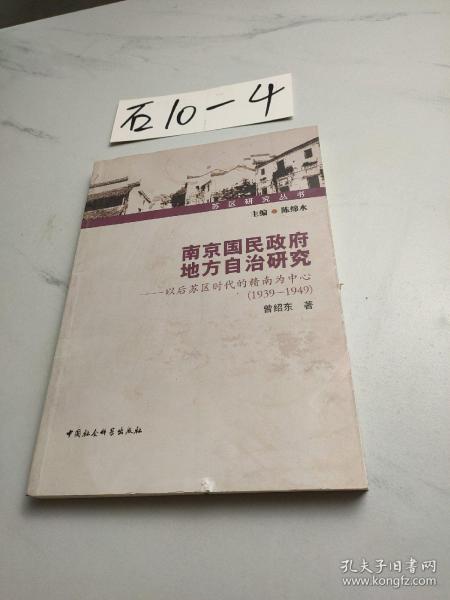 石10-4
苏区研究丛书
主编 ● 陈绵水
南京国民政府
地方自治研究
——以后苏区时代的赣南为中心
(1939-1949)
曾绍东 著
中国社会科学出版社
孔夫子旧书网
www.kongfz.com